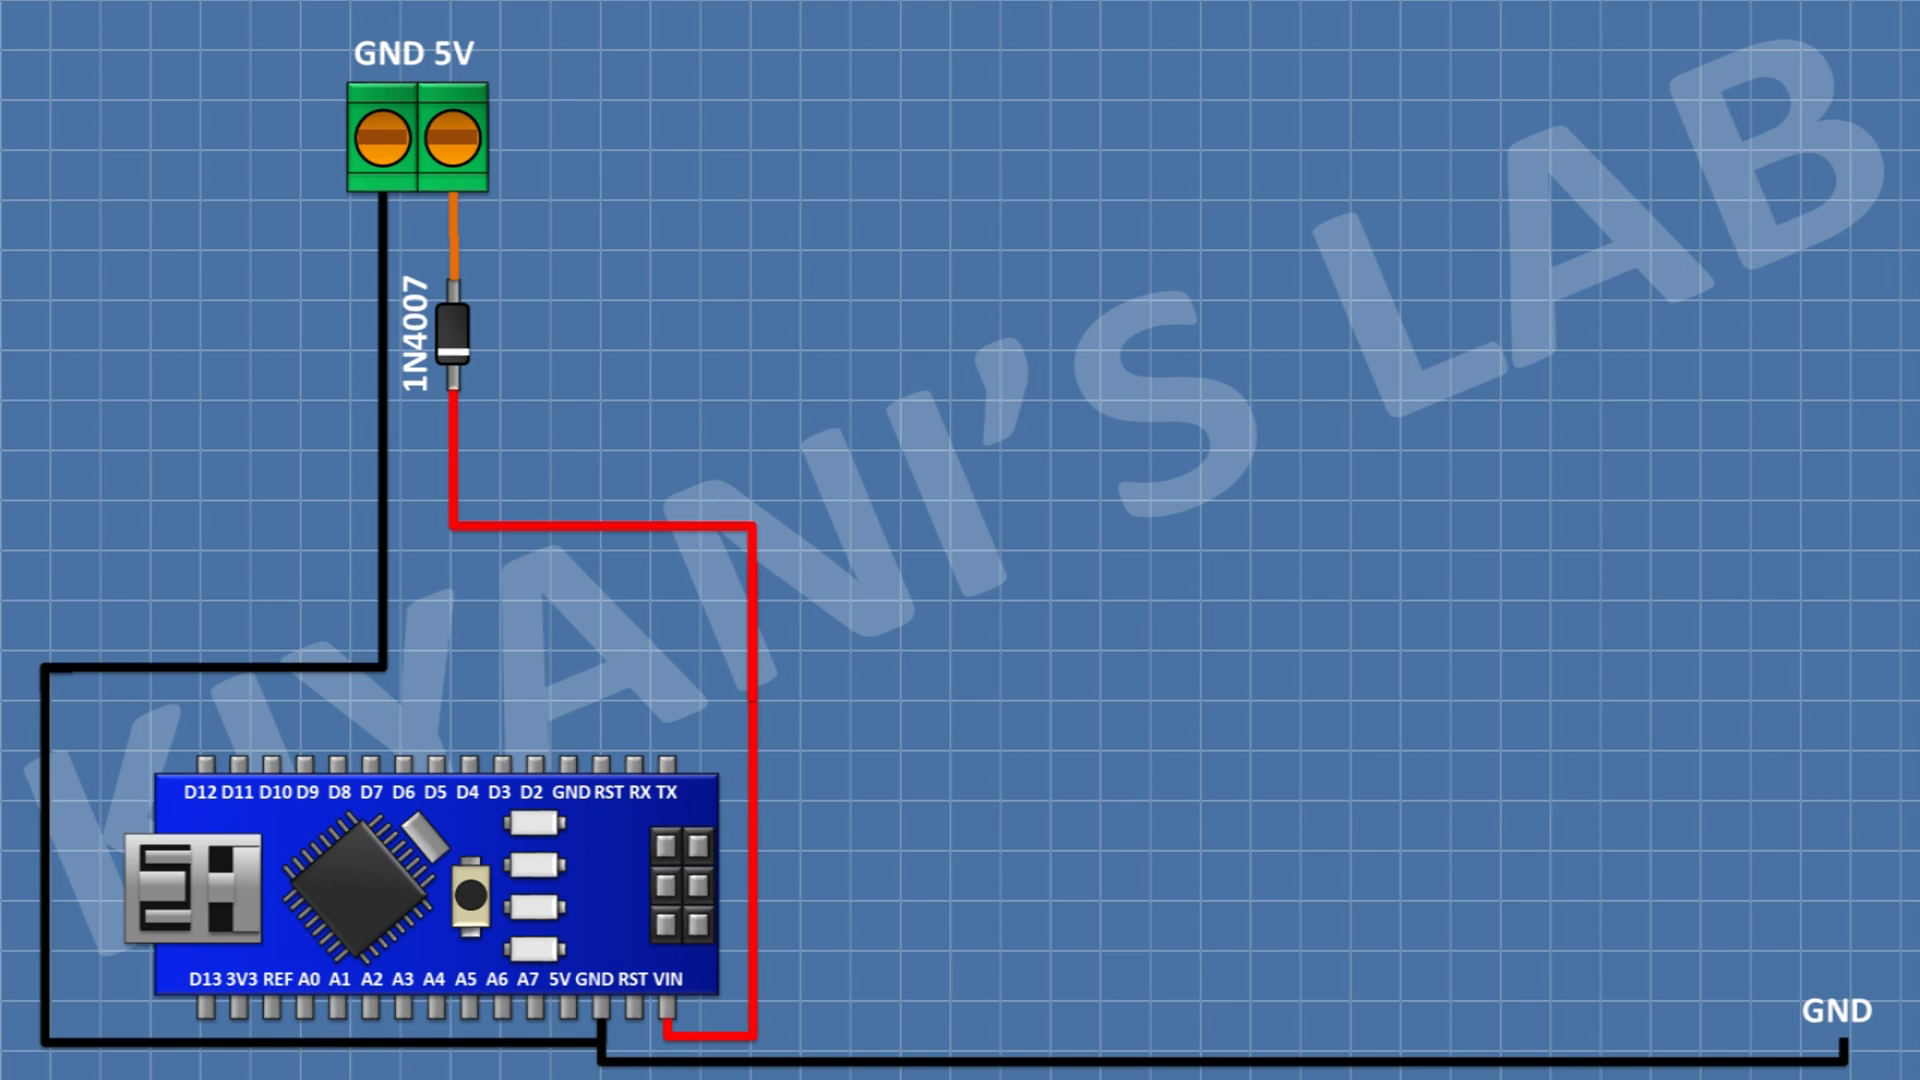 GND 5V
1N4007
KIYANI'S LAB
D12 D11 D10 D9 D8 D7 D6 D5 D4 D3 D2 GND RST RX TX
D13 3V3 REF A0 A1 A2 A3 A4 A5 A6 A7 5V GND RST VIN
GND